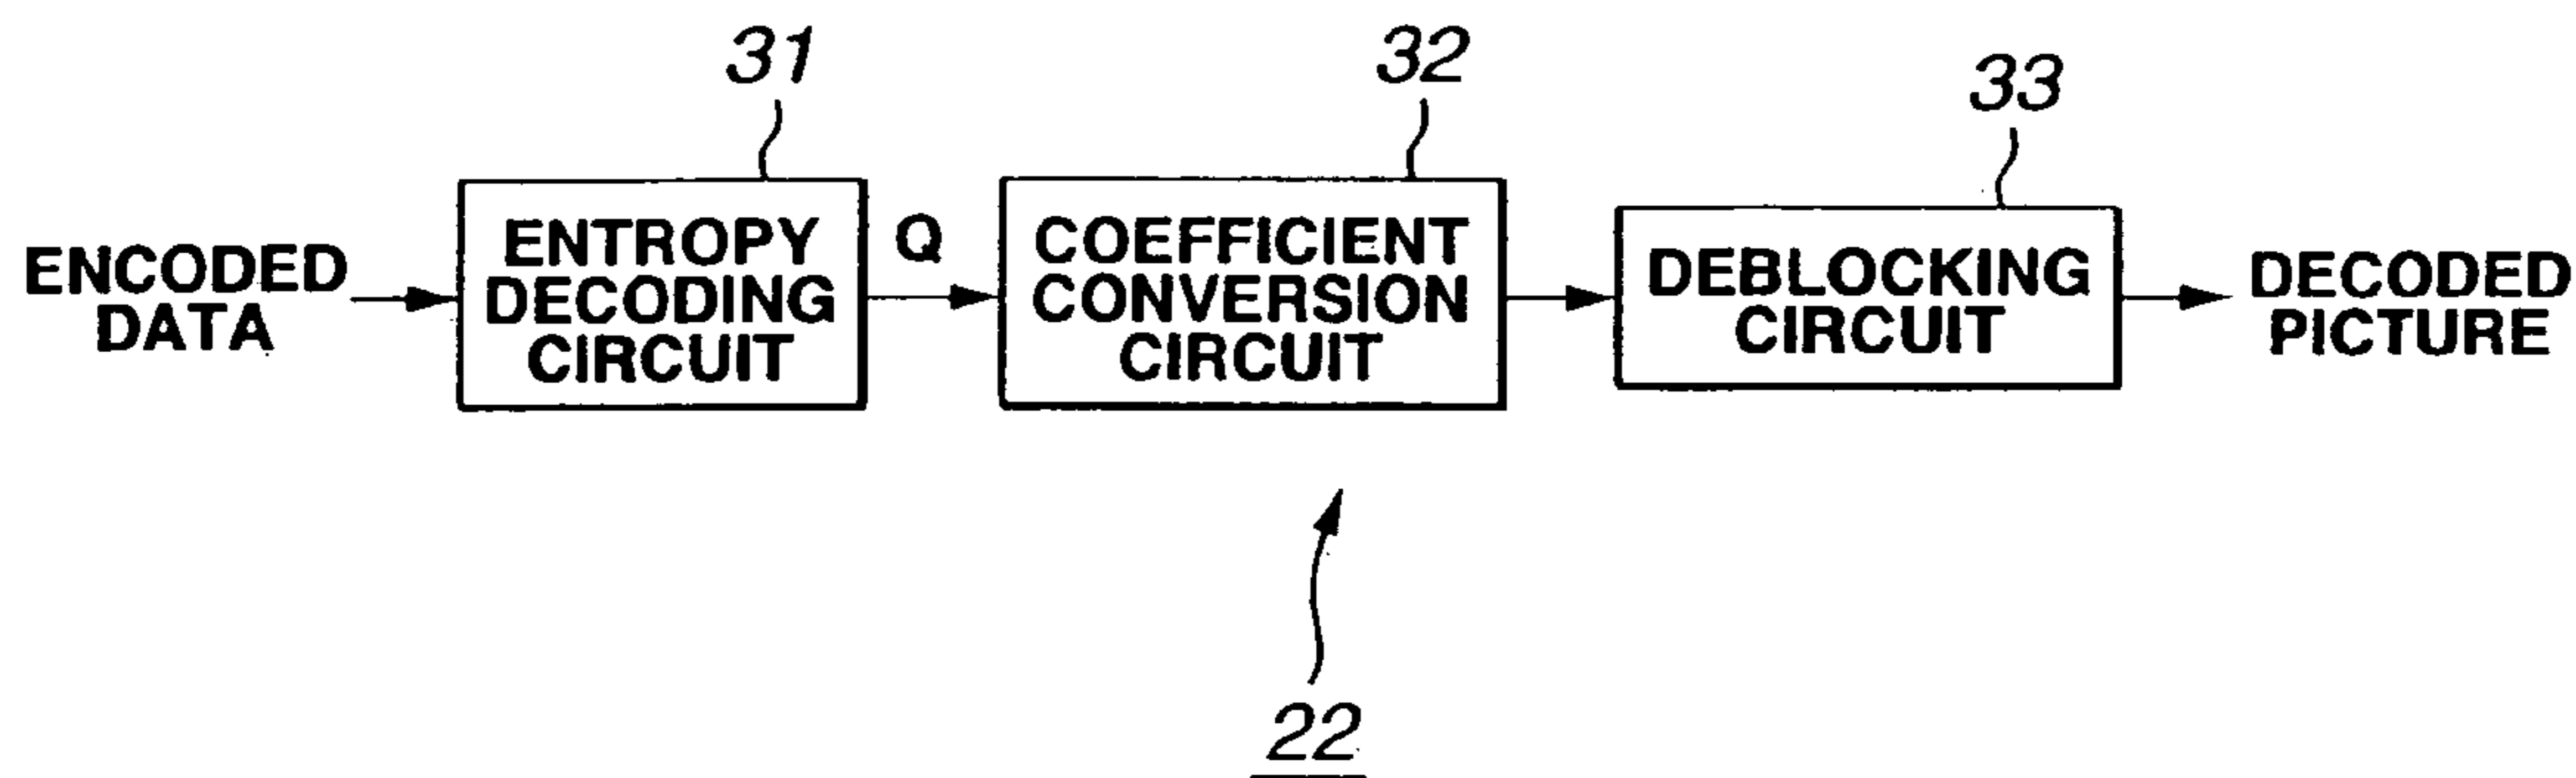 31
32
33
ENCODED
DATA
ENTROPY
DECODING
CIRCUIT
Q
COEFFICIENT
CONVERSION
CIRCUIT
DEBLOCKING
CIRCUIT
DECODED
PICTURE
22